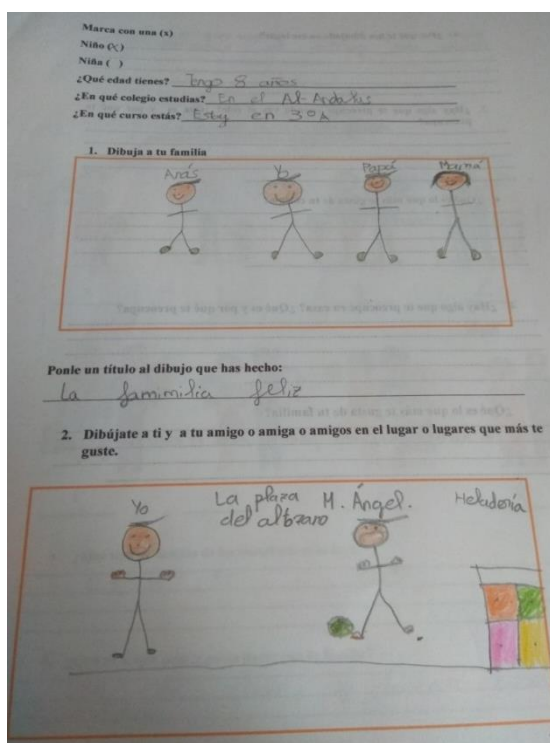 Marca con una (x)
Niño (X)
Niña ( )
¿Qué edad tienes? Tengo 8 años
¿En qué colegio estudias? En el Al-Andalus
¿En qué curso estás? Estoy en 3ºA
1. Dibuja a tu familia
Anás Yo Papá Mamá
Ponle un título al dibujo que has hecho:
La famimilia feliz
2. Dibújate a ti y a tu amigo o amiga o amigos en el lugar o lugares que más te
guste.
Yo La plaza M. Ángel. Heladería
del altozano